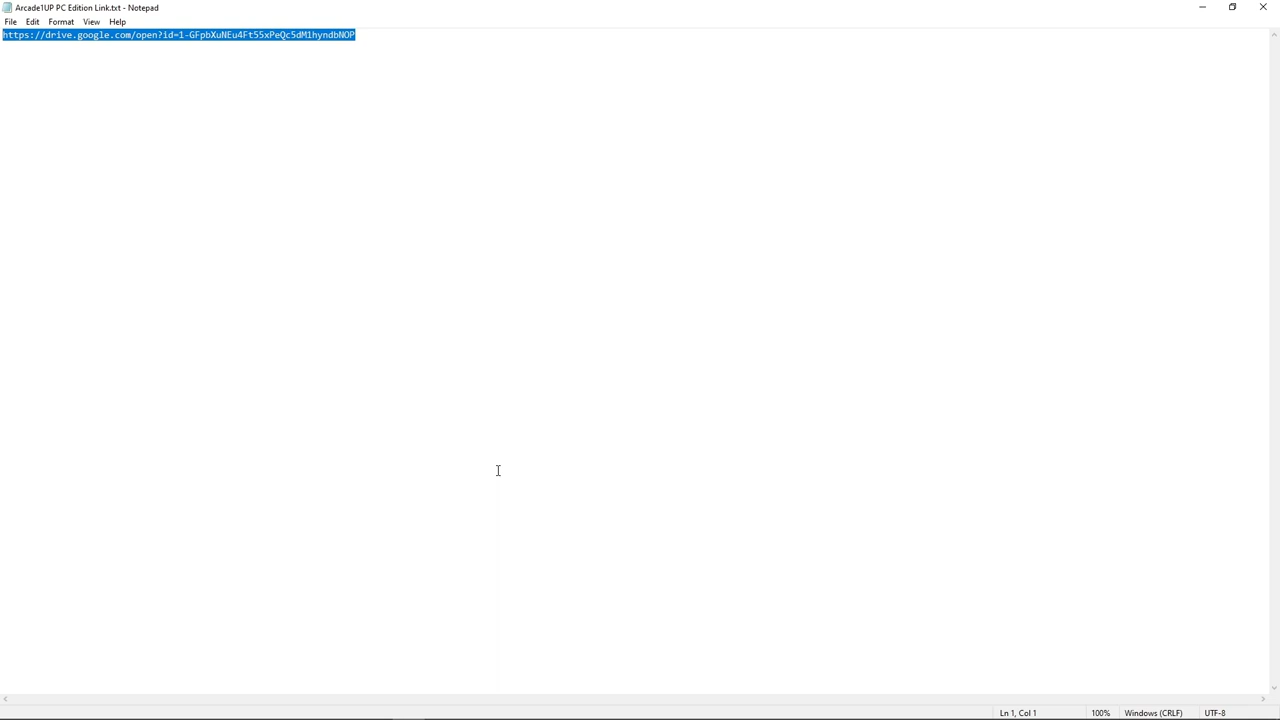 Arcade1UP PC Edition Link.txt - Notepad
File Edit Format View Help
https://drive.google.com/open?id=1-GFpbXuNEu4Ft55xPeQc5dM1hyndbNOP
Ln 1, Col 1 100% Windows (CRLF) UTF-8